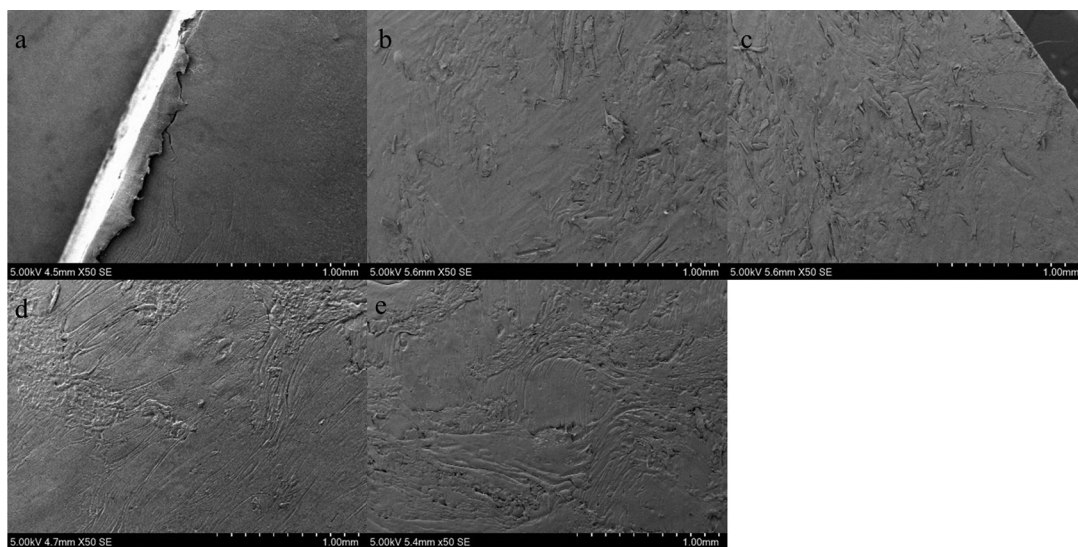 a
b
c
5.00kV 4.5mm X50 SE 1.00mm
5.00kV 5.6mm X50 SE 1.00mm
5.00kV 5.6mm X50 SE 1.00mm
d
e
5.00kV 4.7mm X50 SE 1.00mm
5.00kV 5.4mm x50 SE 1.00mm